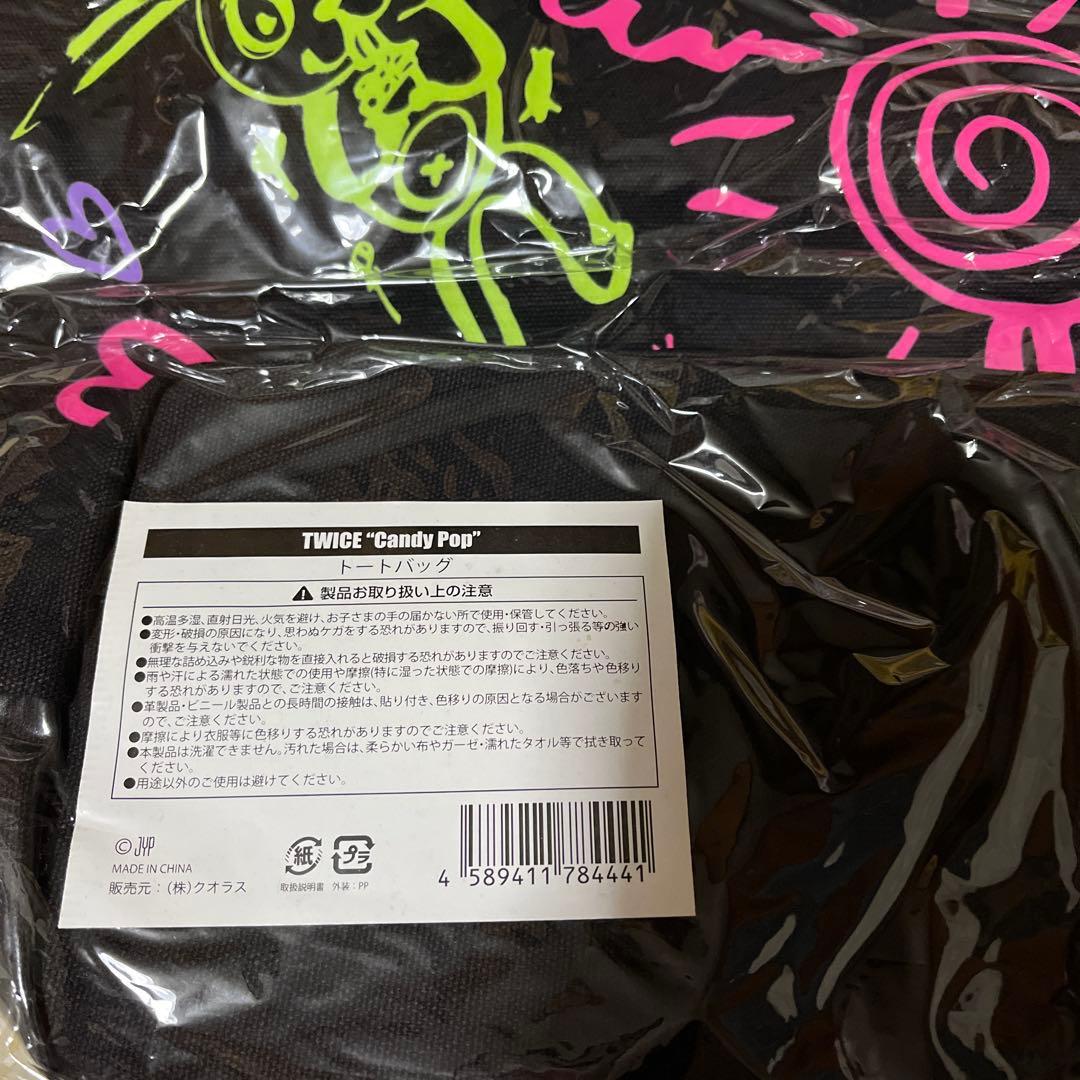 TWICE “Candy Pop”
トートバッグ
製品お取り扱い上の注意
●高温多湿、直射日光、火気を避け、お子さまの手の届かない所で使用・保管してください。
●変形・破損の原因になり、思わぬケガをする恐れがありますので、振り回す・引っ張る等の強い
衝撃を与えないでください。
●無理な詰め込みや鋭利な物を直接入れると破損する恐れがありますのでご注意ください。
●雨や汗による濡れた状態での使用や摩擦(特に湿った状態での摩擦)により、色落ちや色移り
する恐れがありますので、ご注意ください。
●革製品・ビニール製品との長時間の接触は、貼り付き、色移りの原因となる場合がございます
ので、ご注意ください。
●摩擦により衣服等に色移りする恐れがありますのでご注意ください。
●本製品は洗濯できません。汚れた場合は、柔らかい布やガーゼ・濡れたタオル等で拭き取って
ください。
●用途以外のご使用は避けてください。
© JYP
MADE IN CHINA
販売元：(株)クオラス
紙
取扱説明書
プラ
外装：PP
4 589411 784441